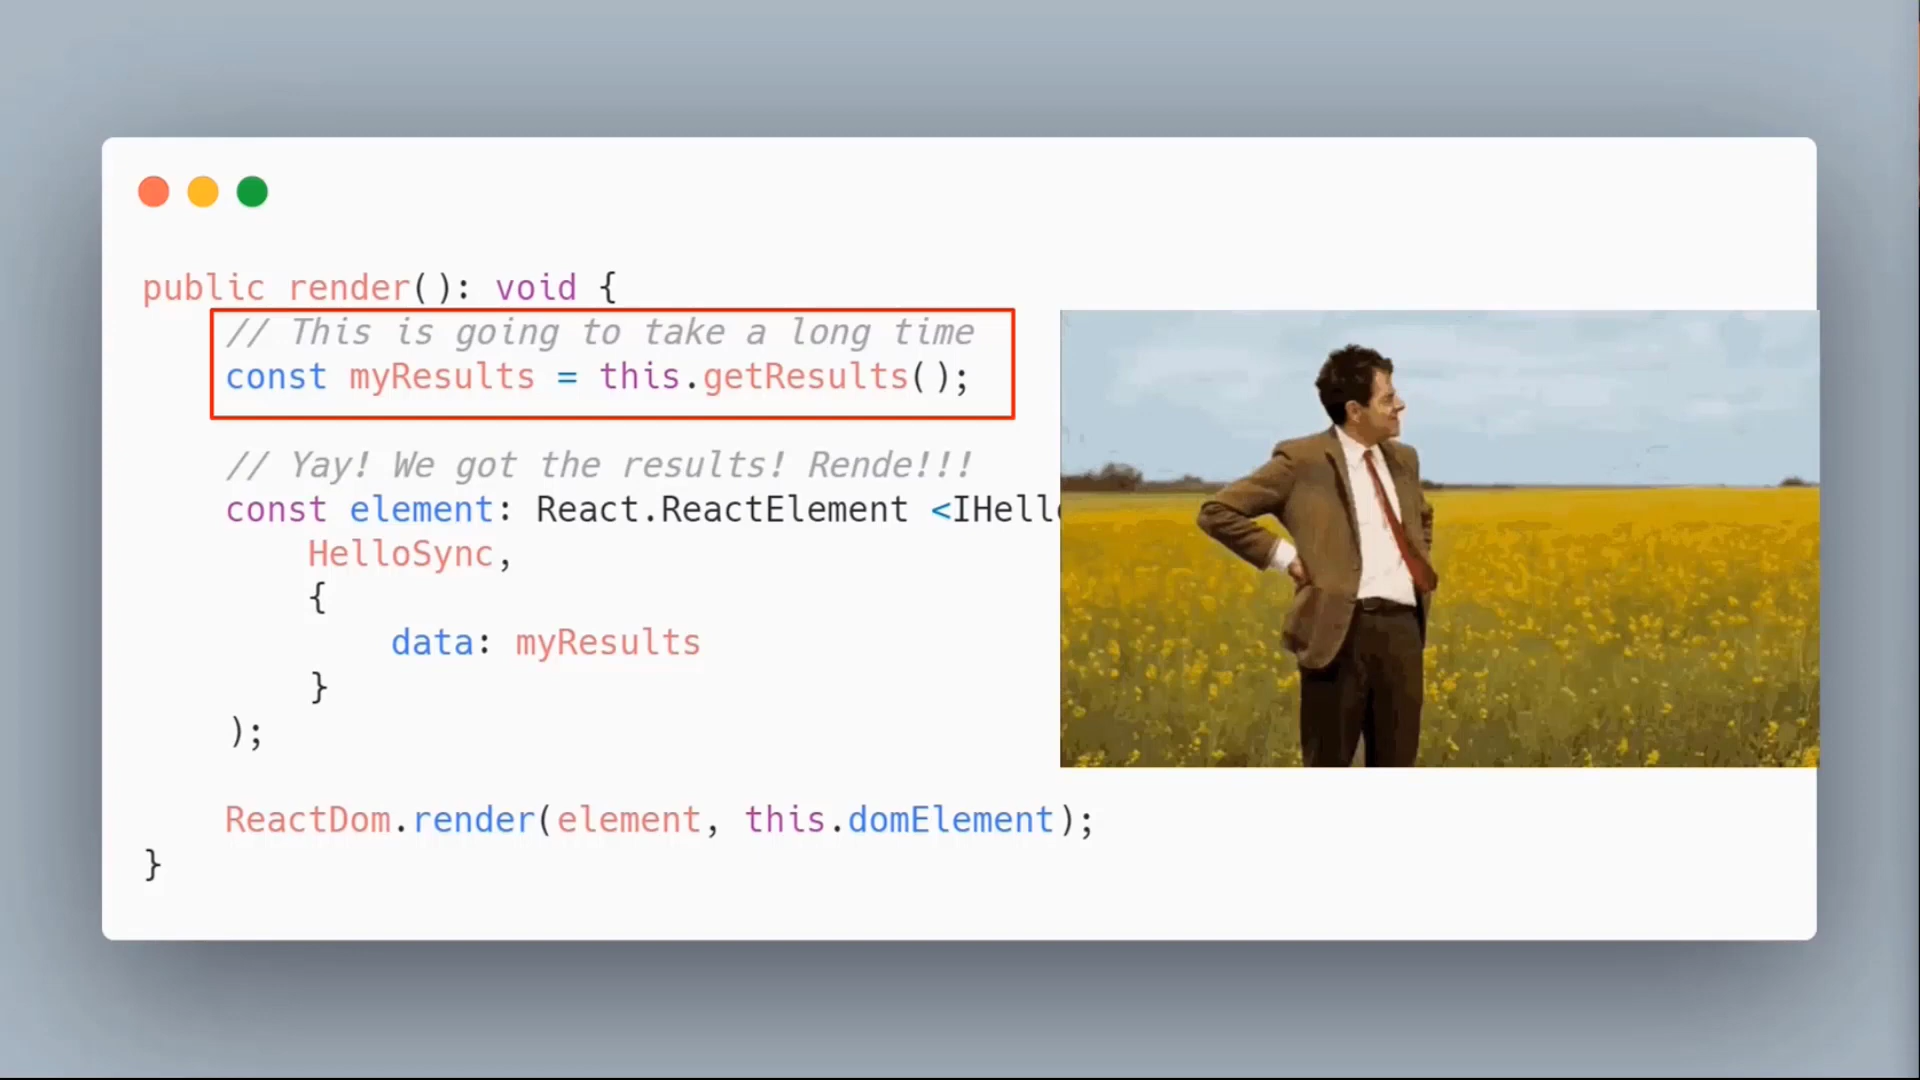 public render(): void {
// This is going to take a long time
const myResults = this.getResults();
// Yay! We got the results! Rende!!!
const element: React.ReactElement <IHell
HelloSync,
{
data: myResults
}
);
ReactDom.render(element, this.domElement);
}